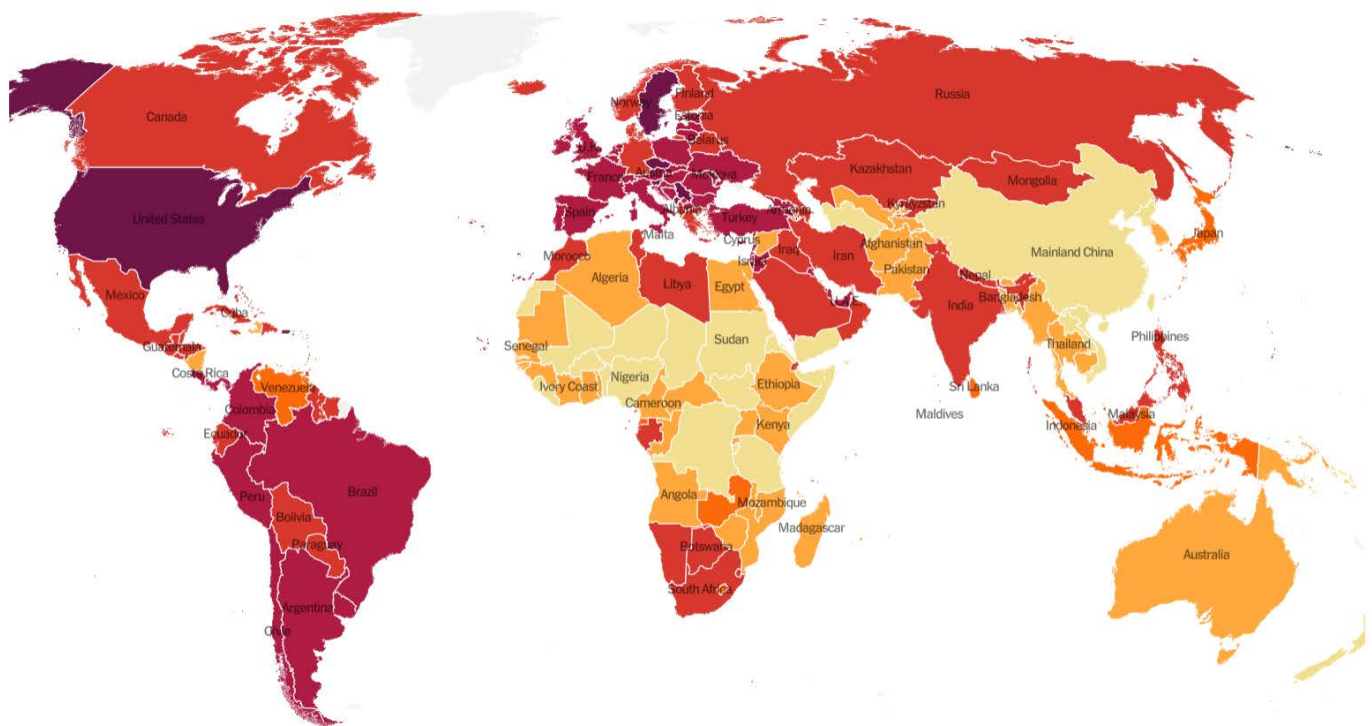 Canada
United States
Mexico
Cuba
Guatemala
Costa Rica
Venezuela
Colombia
Ecuador
Peru
Brazil
Bolivia
Paraguay
Argentina
Chile
Norway
Finland
Estonia
Belarus
U.K.
France
Austria
Moldova
Spain
Albania
Turkey
Armenia
Malta
Cyprus
Israel
Iraq
Iran
U.A.E.
Russia
Kazakhstan
Mongolia
Kyrgyzstan
Afghanistan
Pakistan
Nepal
India
Bangladesh
Mainland China
Japan
Thailand
Philippines
Sri Lanka
Maldives
Malaysia
Indonesia
Australia
Morocco
Algeria
Libya
Egypt
Senegal
Sudan
Ivory Coast
Nigeria
Ethiopia
Cameroon
Kenya
Angola
Mozambique
Madagascar
Botswana
South Africa